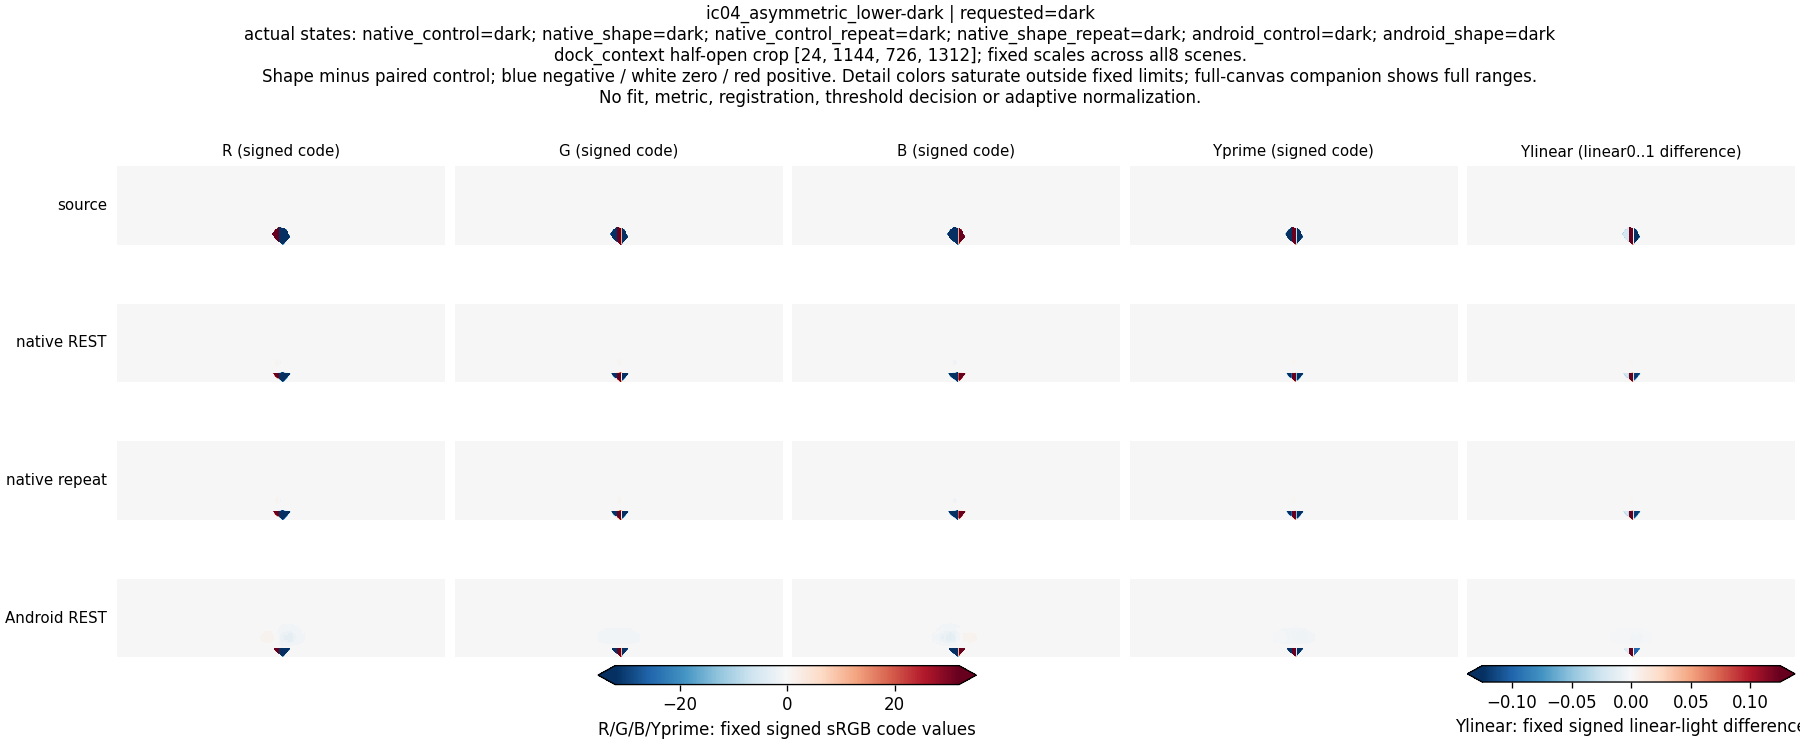 ic04_asymmetric_lower-dark | requested=dark
actual states: native_control=dark; native_shape=dark; native_control_repeat=dark; native_shape_repeat=dark; android_control=dark; android_shape=dark
dock_context half-open crop [24, 1144, 726, 1312]; fixed scales across all8 scenes.
Shape minus paired control; blue negative / white zero / red positive. Detail colors saturate outside fixed limits; full-canvas companion shows full ranges.
No fit, metric, registration, threshold decision or adaptive normalization.
R (signed code) G (signed code) B (signed code) Yprime (signed code) Ylinear (linear0..1 difference)
source
native REST
native repeat
Android REST
−20 0 20
R/G/B/Yprime: fixed signed sRGB code values
−0.10 −0.05 0.00 0.05 0.10
Ylinear: fixed signed linear-light difference